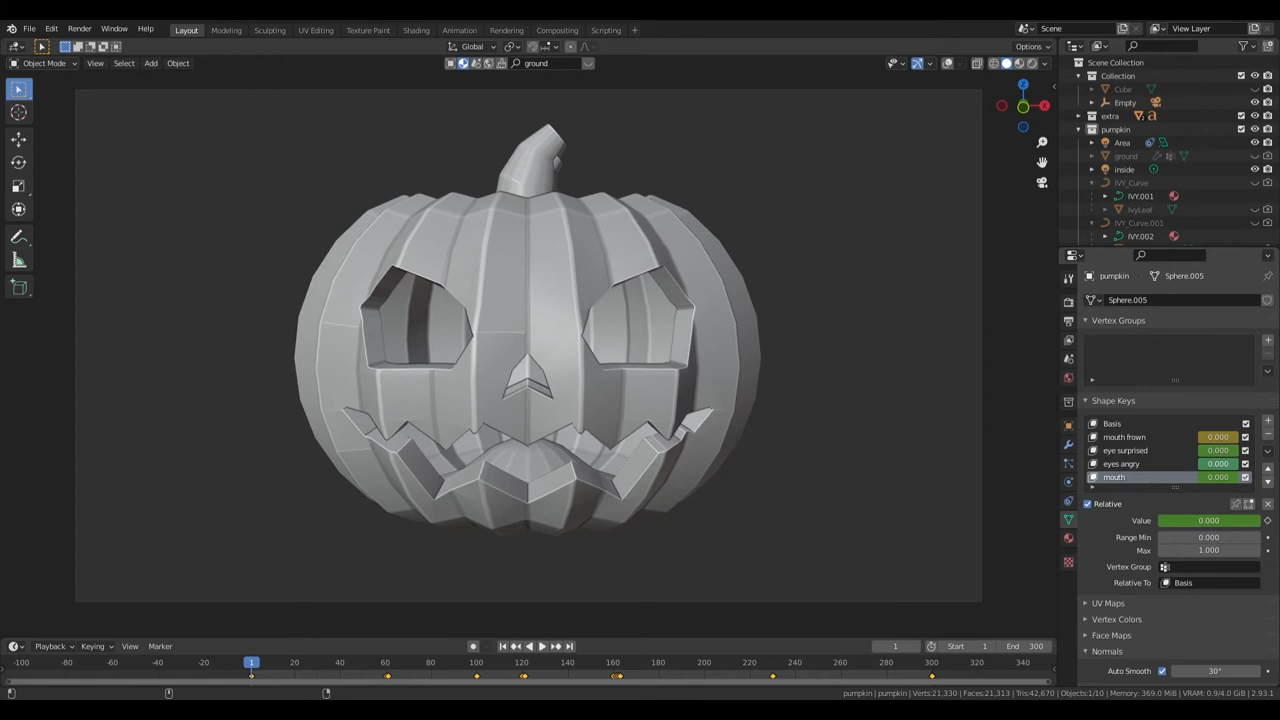 File Edit Render Window Help Layout Modeling Sculpting UV Editing Texture Paint Shading Animation Rendering Compositing Scripting + Scene View Layer
Global Options
Object Mode View Select Add Object ground
Z
X
Scene Collection
Collection
Cube
Empty
extra
pumpkin
Area
ground
inside
IVY_Curve
IVY.001
IvyLeaf
IVY_Curve.001
IVY.002
pumpkin Sphere.005
Sphere.005
Vertex Groups
Shape Keys
Basis
mouth frown 0.000
eye surprised 0.000
eyes angry 0.000
mouth 0.000
Relative
Value 0.000
Range Min 0.000
Max 1.000
Vertex Group
Relative To Basis
UV Maps
Vertex Colors
Face Maps
Normals
Auto Smooth 30°
Playback Keying View Marker 1 Start 1 End 300
-100 -80 -60 -40 -20 1 20 40 60 80 100 120 140 160 180 200 220 240 260 280 300 320 340
pumpkin | pumpkin | Verts:21,330 | Faces:21,313 | Tris:42,670 | Objects:1/10 | Memory: 369.0 MiB | VRAM: 0.9/4.0 GiB | 2.93.1